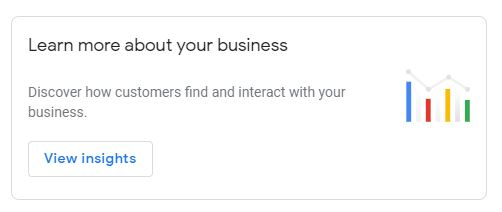 Learn more about your business
Discover how customers find and interact with your
business.
View insights